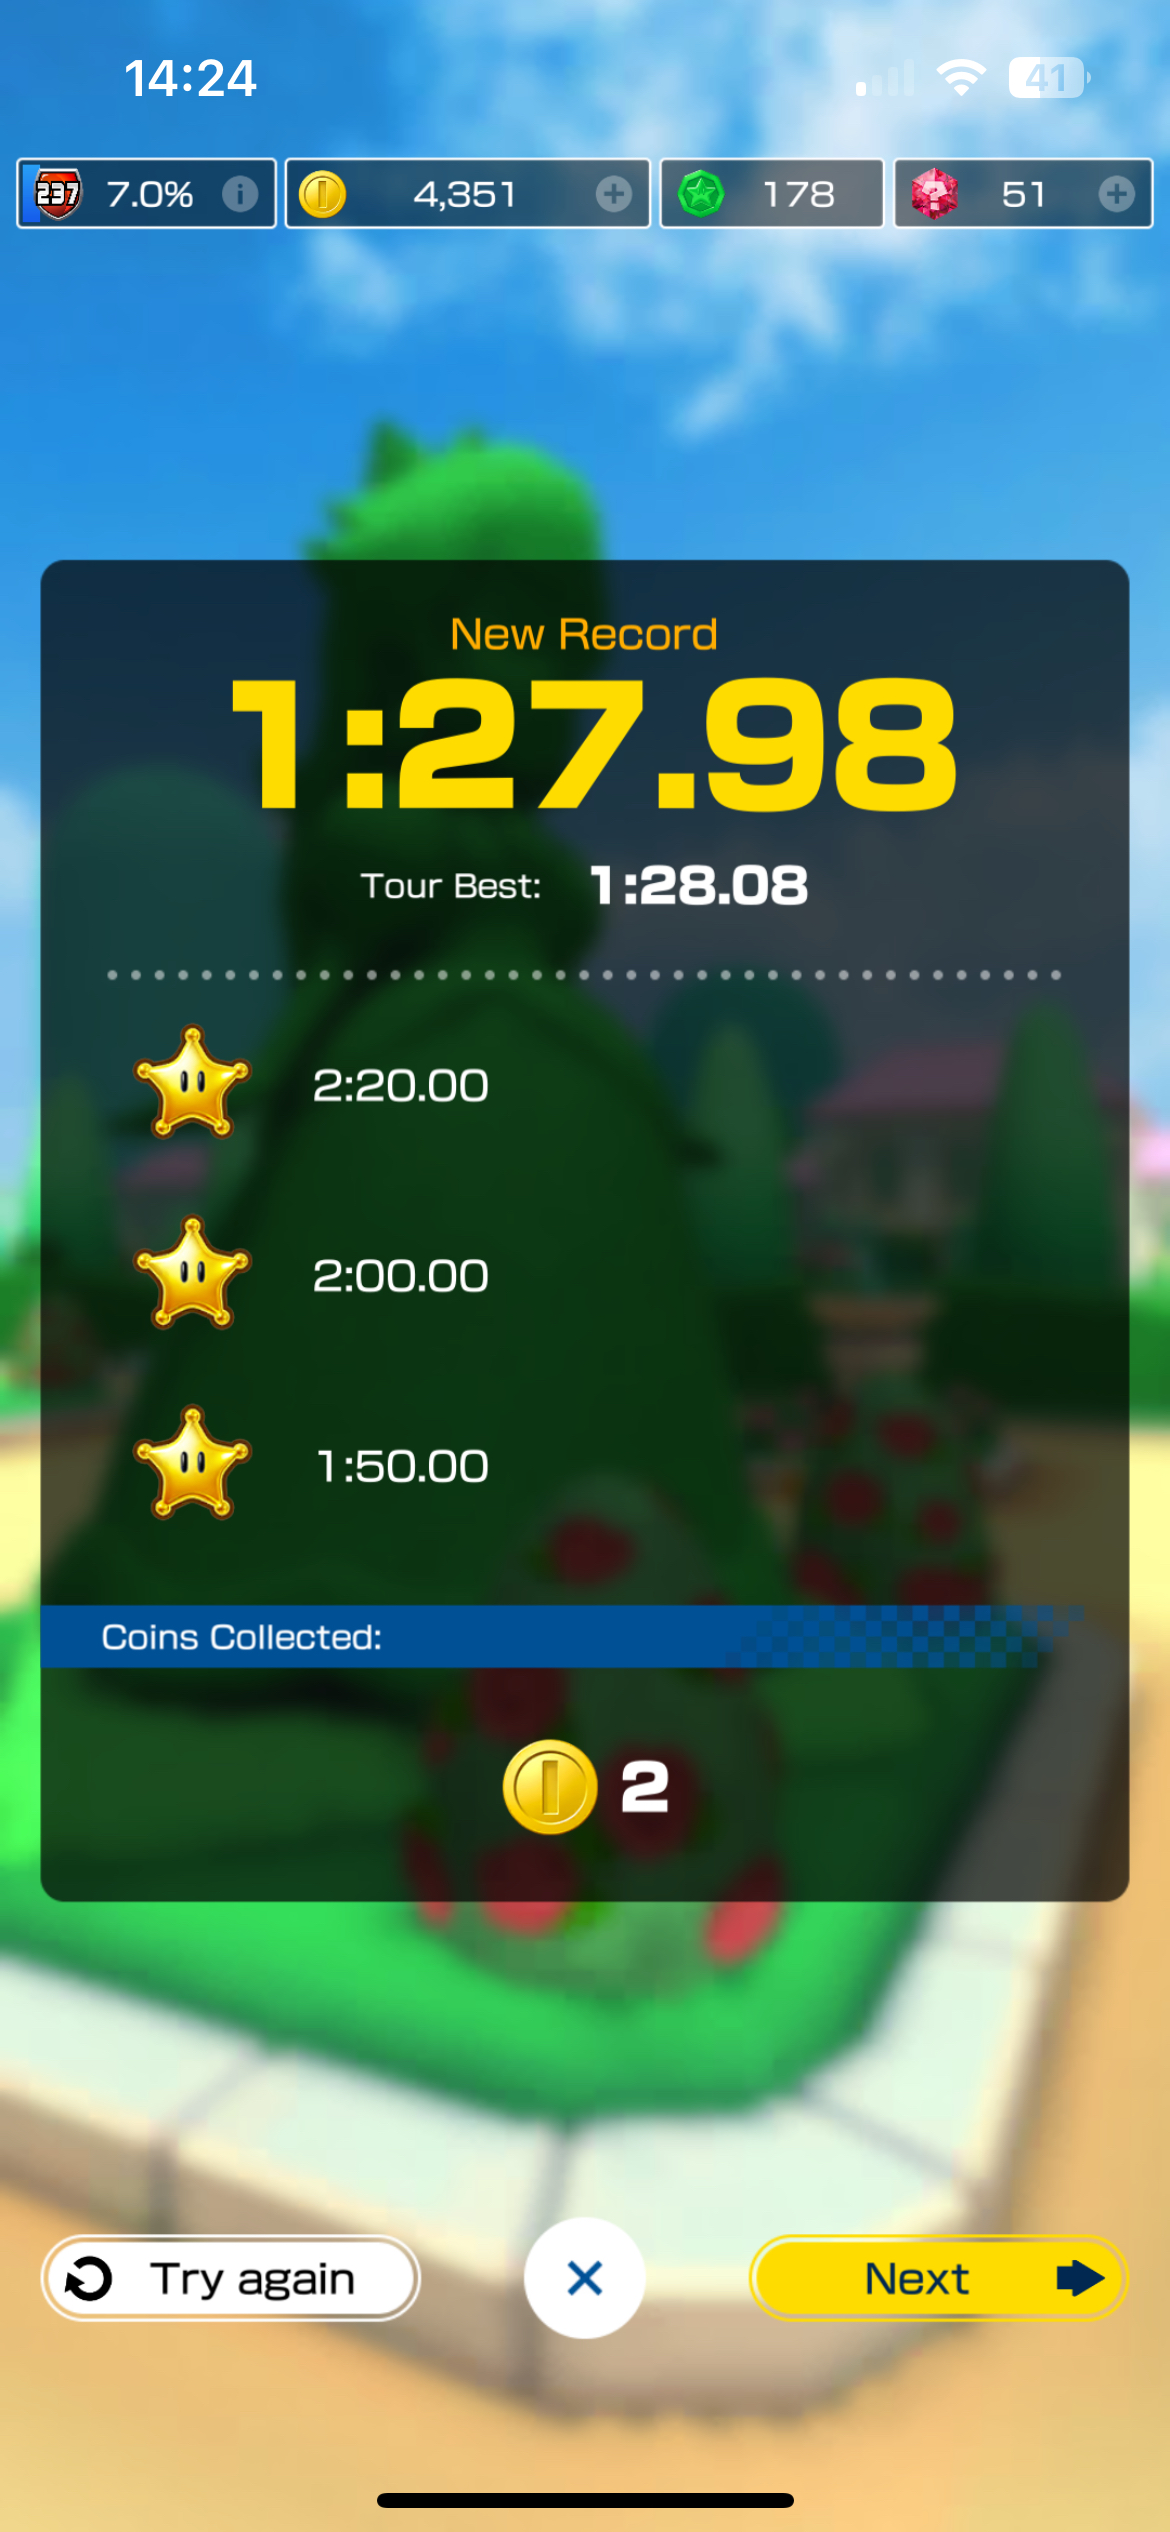 14:24 41
237 7.0% i 4,351 + 178 ? 51 +
New Record
1:27.98
Tour Best: 1:28.08
2:20.00
2:00.00
1:50.00
Coins Collected:
2
Try again × Next